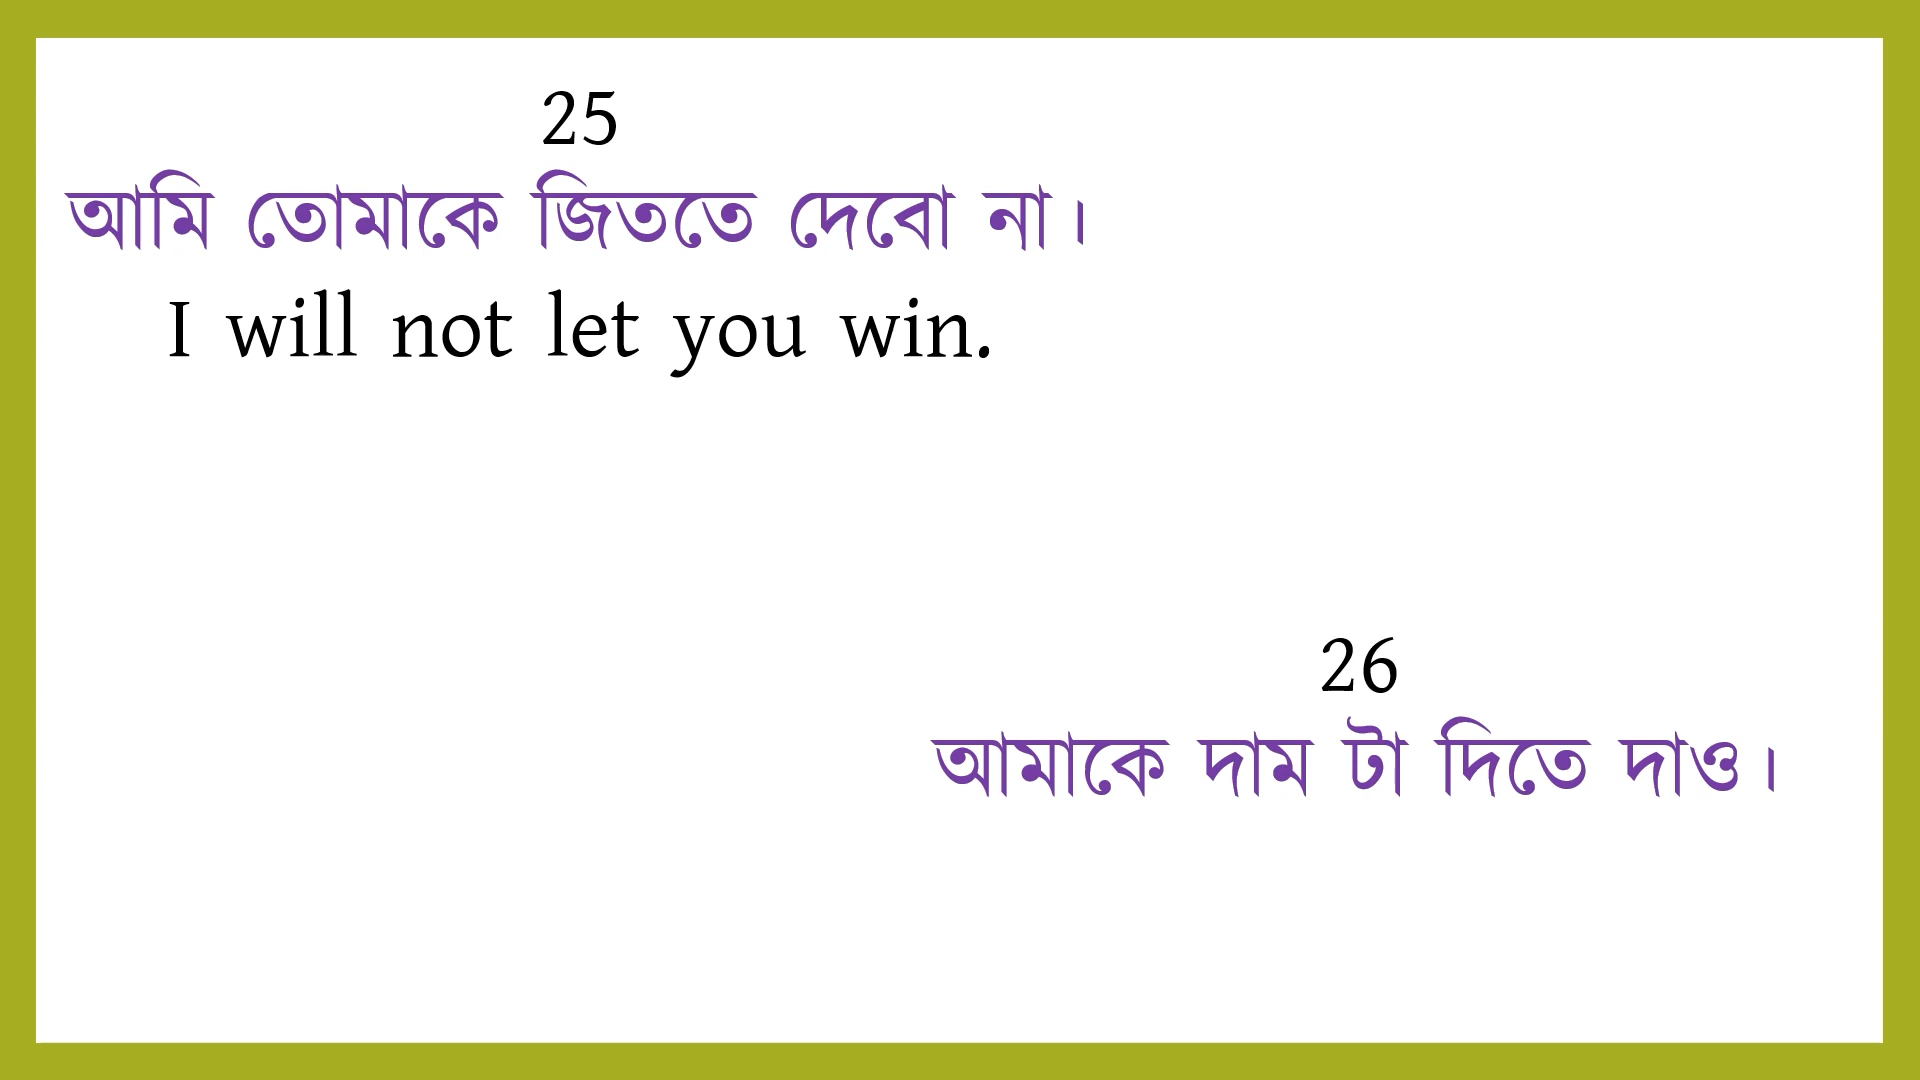 25
আমি তোমাকে জিততে দেবো না।
I will not let you win.
26
আমাকে দাম টা দিতে দাও।